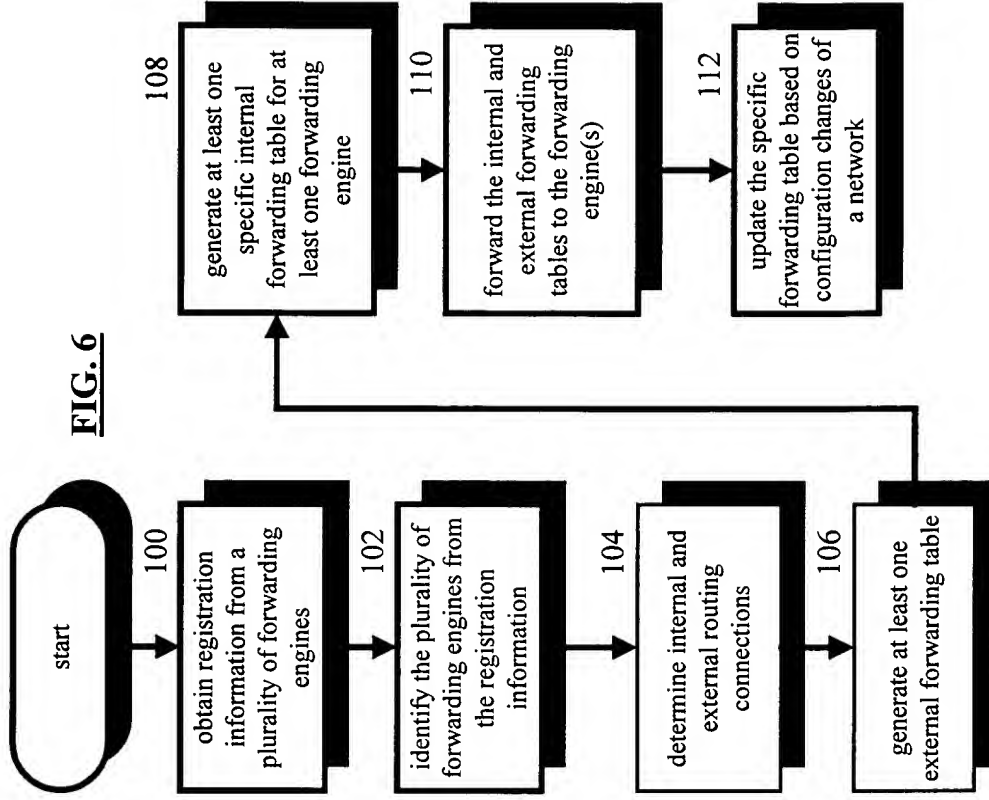 FIG. 6
start
100
obtain registration
information from a
plurality of forwarding
engines
102
identify the plurality of
forwarding engines from
the registration
information
104
determine internal and
external routing
connections
106
generate at least one
external forwarding table
108
generate at least one
specific internal
forwarding table for at
least one forwarding
engine
110
forward the internal and
external forwarding
tables to the forwarding
engine(s)
112
update the specific
forwarding table based on
configuration changes of
a network